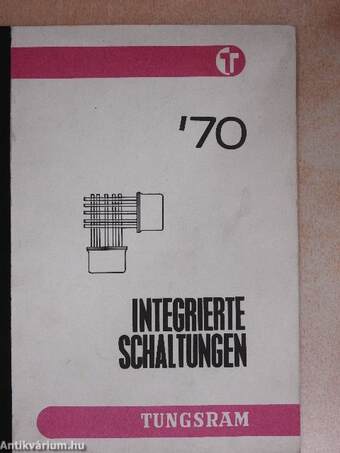 '70
INTEGRIERTE
SCHALTUNGEN
TUNGSRAM
Antikvárium.hu